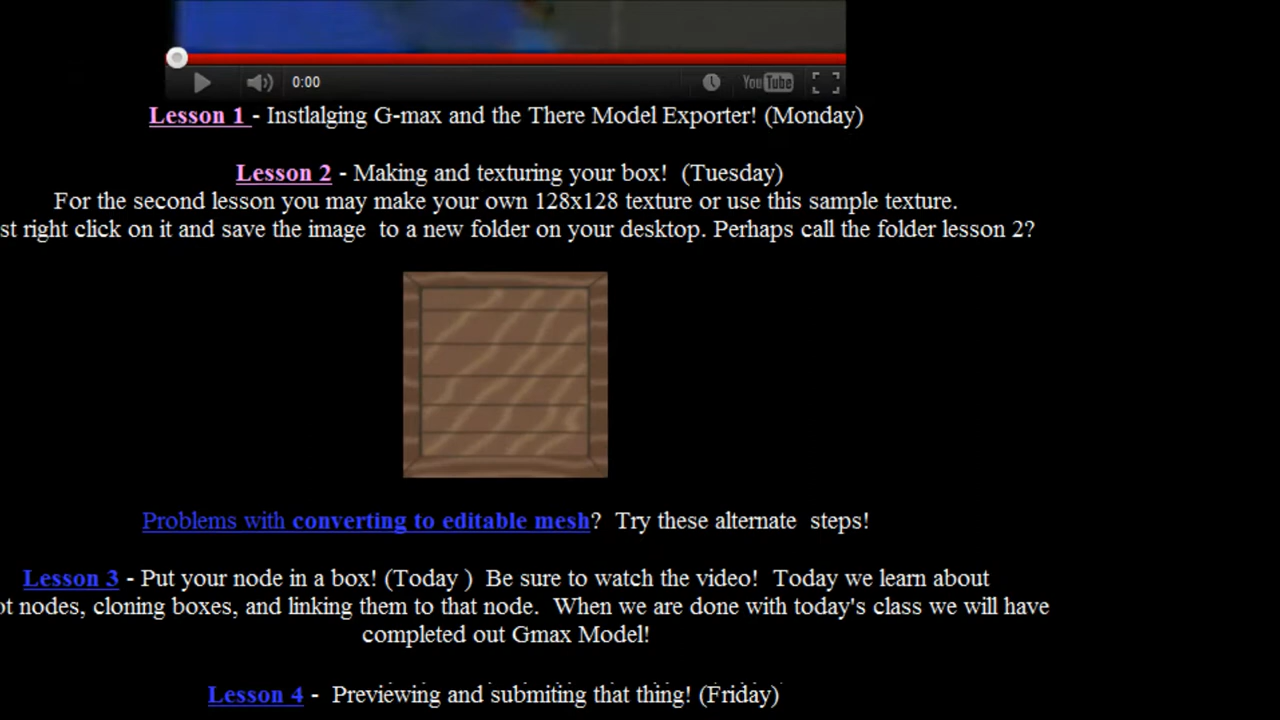 0:00 YouTube
Lesson 1 - Instlalging G-max and the There Model Exporter! (Monday)
Lesson 2 - Making and texturing your box! (Tuesday)
For the second lesson you may make your own 128x128 texture or use this sample texture.
st right click on it and save the image to a new folder on your desktop. Perhaps call the folder lesson 2?
Problems with converting to editable mesh? Try these alternate steps!
Lesson 3 - Put your node in a box! (Today ) Be sure to watch the video! Today we learn about
ot nodes, cloning boxes, and linking them to that node. When we are done with today's class we will have
completed out Gmax Model!
Lesson 4 - Previewing and submiting that thing! (Friday)